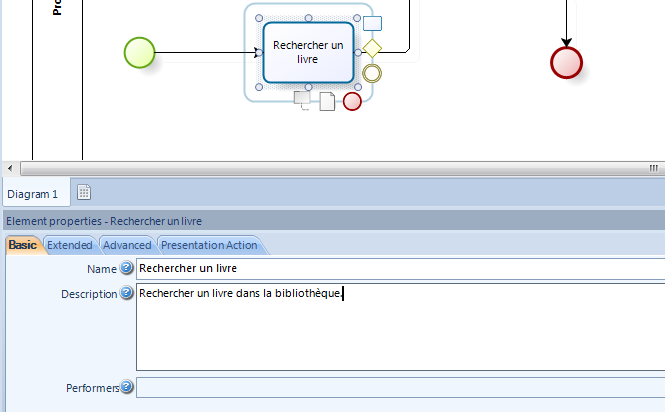 Pro
Rechercher un
livre
Diagram 1
Element properties - Rechercher un livre
Basic Extended Advanced Presentation Action
Name Rechercher un livre
Description Rechercher un livre dans la bibliothèque.
Performers